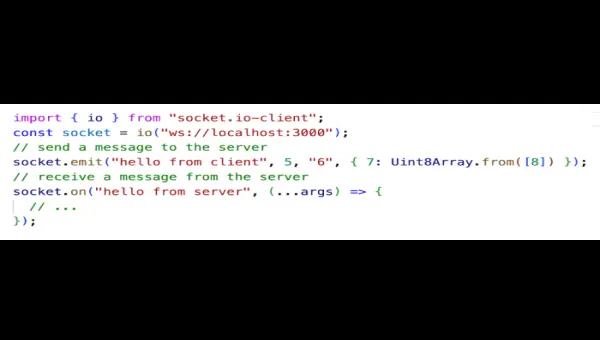 import { io } from "socket.io-client";
const socket = io("ws://localhost:3000");
// send a message to the server
socket.emit("hello from client", 5, "6", { 7: Uint8Array.from([8]) });
// receive a message from the server
socket.on("hello from server", (...args) => {
  // ...
});